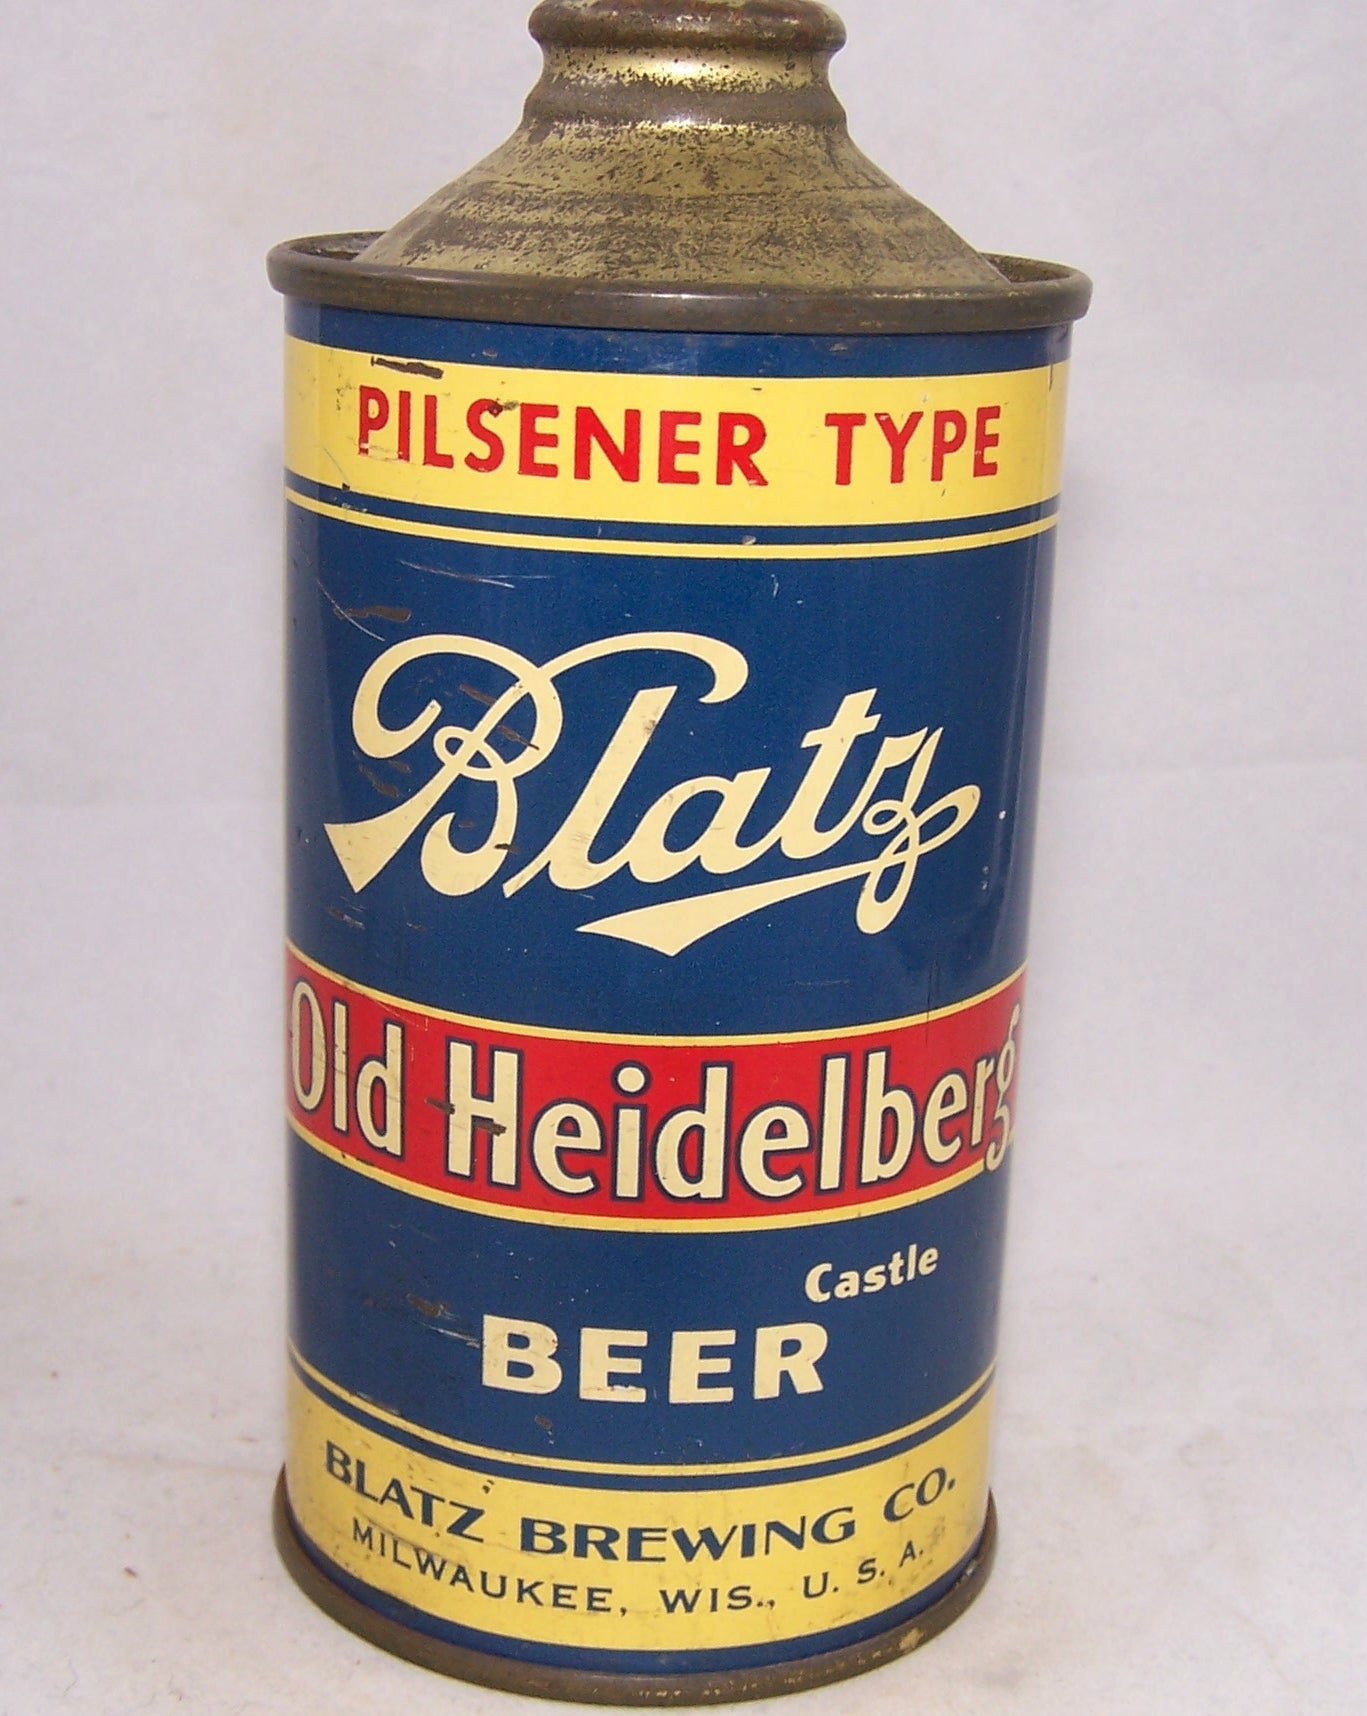 PILSENER TYPE
Blatz
Old Heidelberg
Castle
BEER
BLATZ BREWING CO.
MILWAUKEE, WIS., U. S. A.